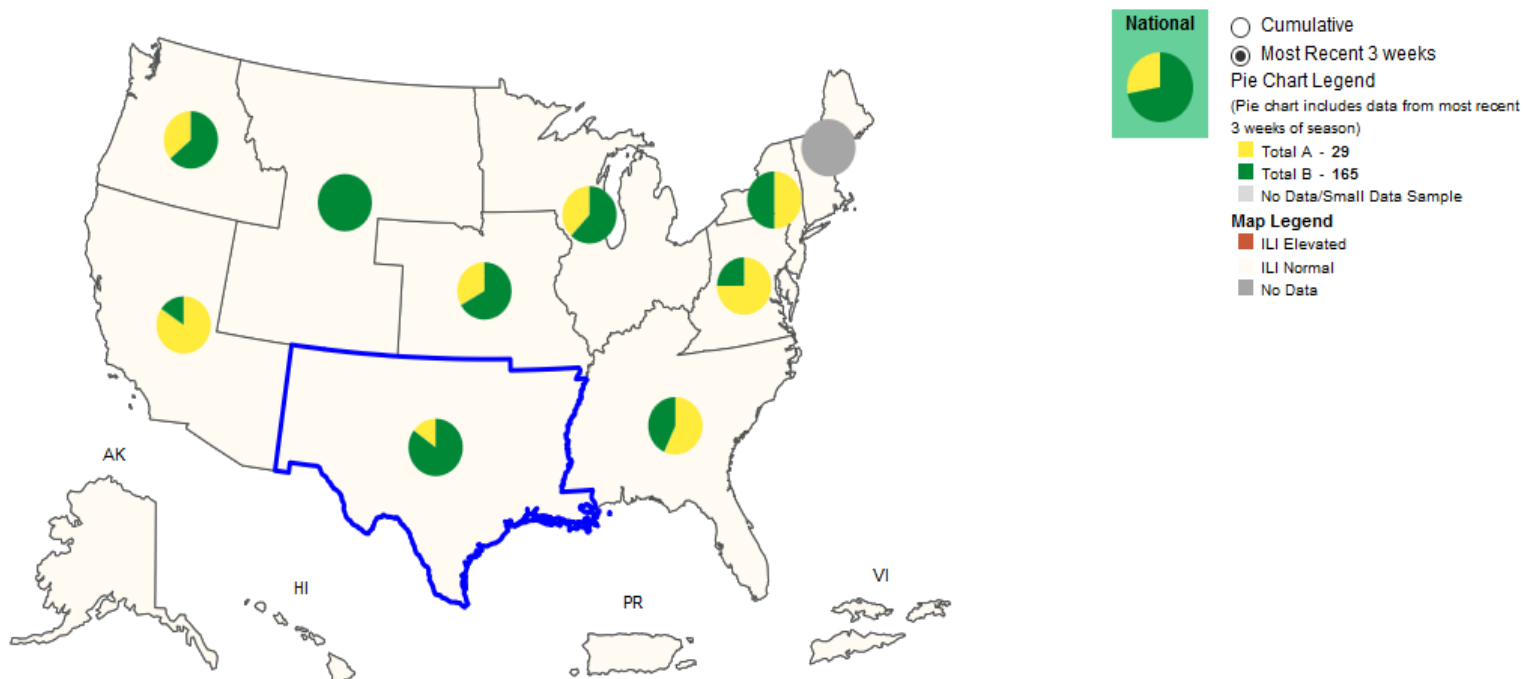 National
Cumulative
Most Recent 3 weeks
Pie Chart Legend
(Pie chart includes data from most recent
3 weeks of season)
Total A - 29
Total B - 165
No Data/Small Data Sample
Map Legend
ILI Elevated
ILI Normal
No Data
AK
HI
PR
VI